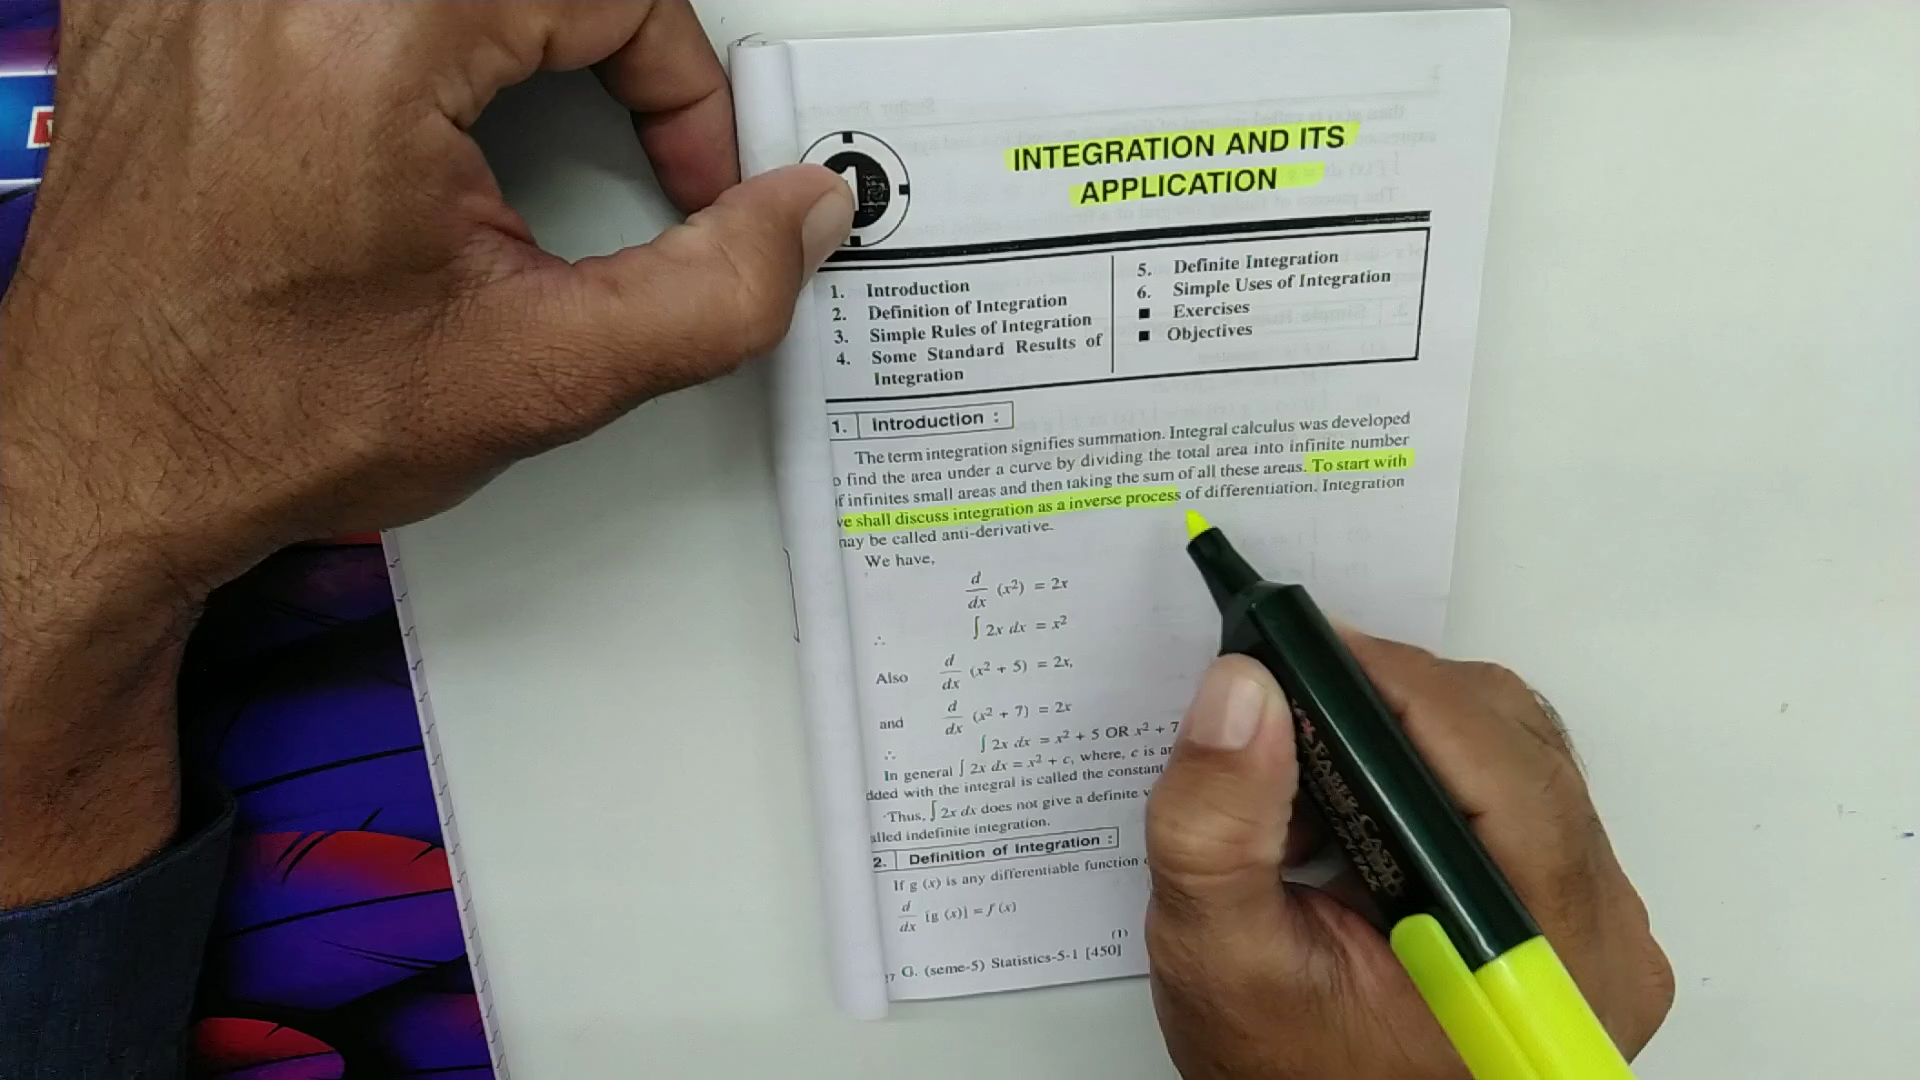 1
INTEGRATION AND ITS
APPLICATION
1. Introduction
2. Definition of Integration
3. Simple Rules of Integration
4. Some Standard Results of
Integration
5. Definite Integration
6. Simple Uses of Integration
■ Exercises
■ Objectives
1. Introduction :
The term integration signifies summation. Integral calculus was developed
o find the area under a curve by dividing the total area into infinite number
f infinites small areas and then taking the sum of all these areas. To start with
ve shall discuss integration as a inverse process of differentiation. Integration
nay be called anti-derivative.
We have,
d/dx (x²) = 2x
∴ ∫ 2x dx = x²
Also d/dx (x² + 5) = 2x,
and d/dx (x² + 7) = 2x
∴ ∫ 2x dx = x² + 5 OR x² + 7
In general ∫ 2x dx = x² + c, where, c is ar
dded with the integral is called the constant
Thus, ∫ 2x dx does not give a definite v
alled indefinite integration.
2. Definition of Integration :
If g (x) is any differentiable function
d/dx [g (x)] = f (x)
(1)
17 G. (seme-5) Statistics-5-1 [450]